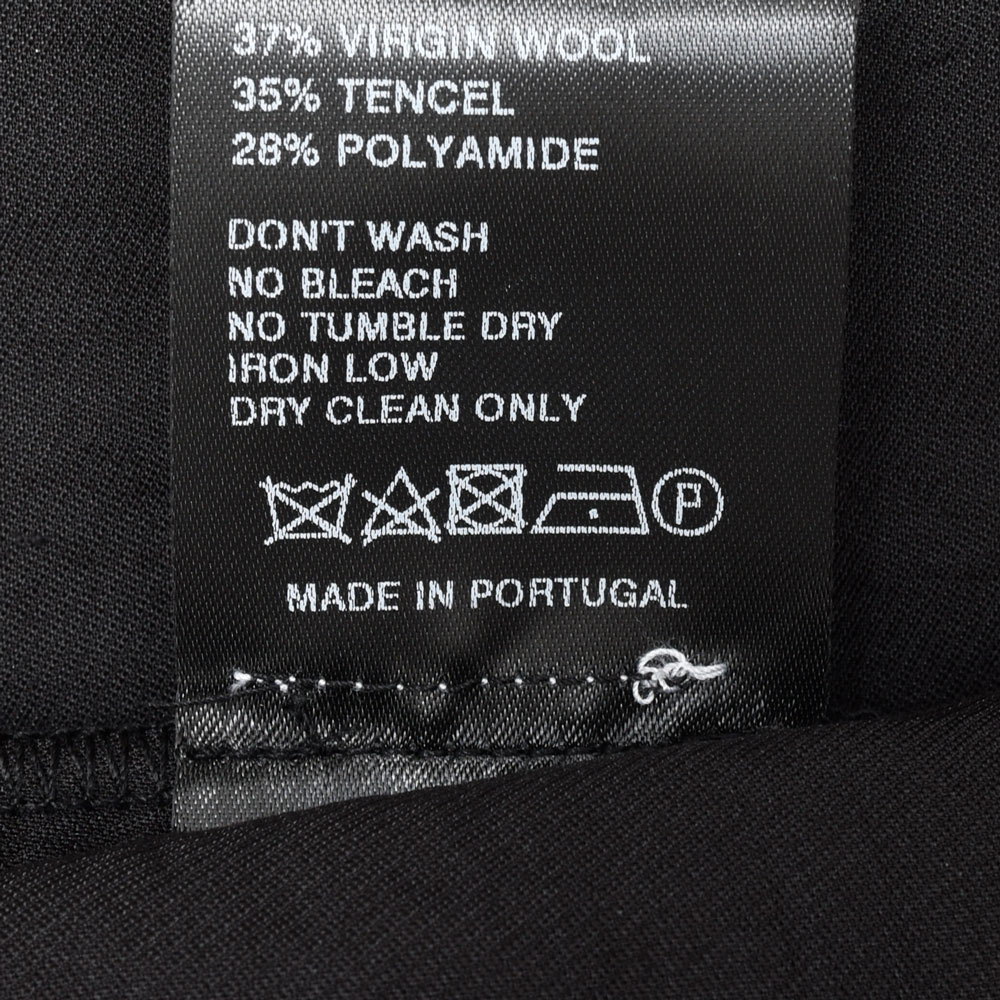 37% VIRGIN WOOL
35% TENCEL
28% POLYAMIDE
DON'T WASH
NO BLEACH
NO TUMBLE DRY
IRON LOW
DRY CLEAN ONLY
P
MADE IN PORTUGAL